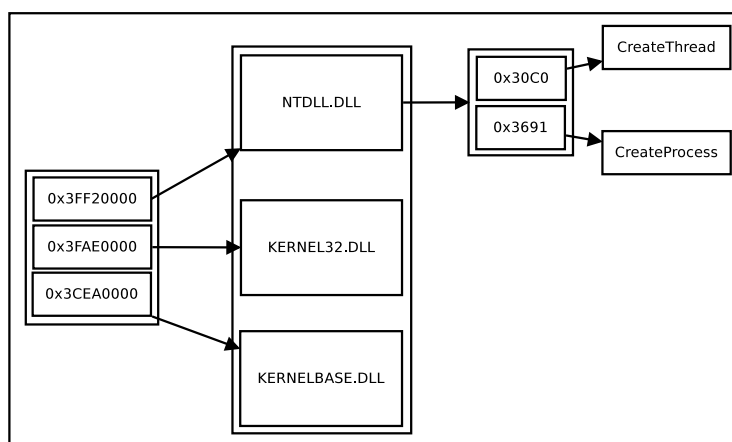 0x3FF20000
0x3FAE0000
0x3CEA0000
NTDLL.DLL
KERNEL32.DLL
KERNELBASE.DLL
0x30C0
0x3691
CreateThread
CreateProcess